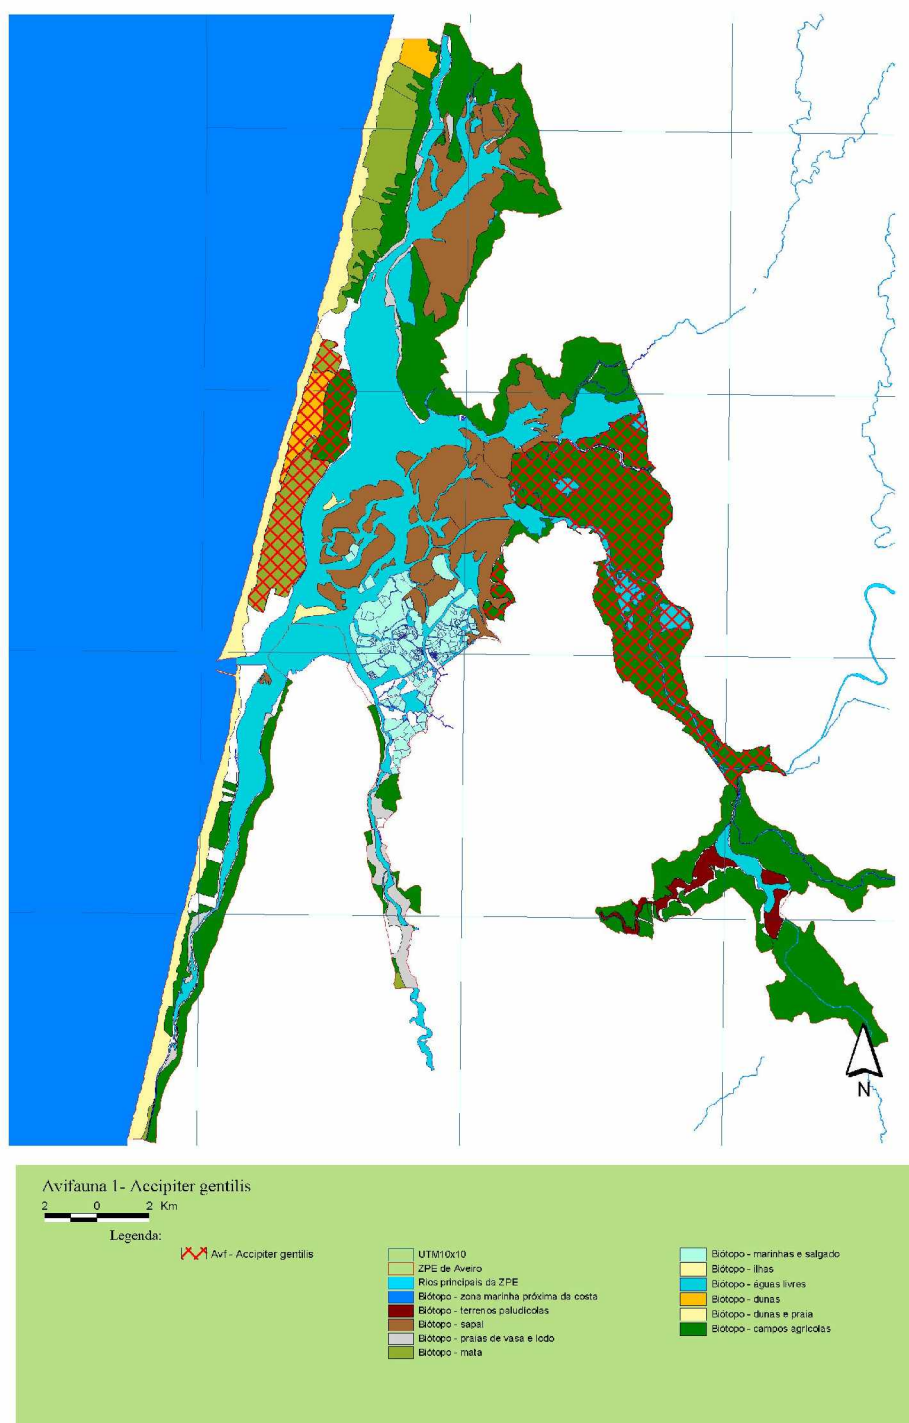 N
Avifauna 1- Accipiter gentilis
2 0 2 Km
Legenda:
Avf - Accipiter gentilis
UTM10x10
ZPE de Aveiro
Rios principais da ZPE
Biótopo - zona marinha próxima da costa
Biótopo - terrenos paludícolas
Biótopo - sapal
Biótopo - praias de vasa e lodo
Biótopo - mata
Biótopo - marinhas e salgado
Biótopo - ilhas
Biótopo - águas livres
Biótopo - dunas
Biótopo - dunas e praia
Biótopo - campos agrícolas